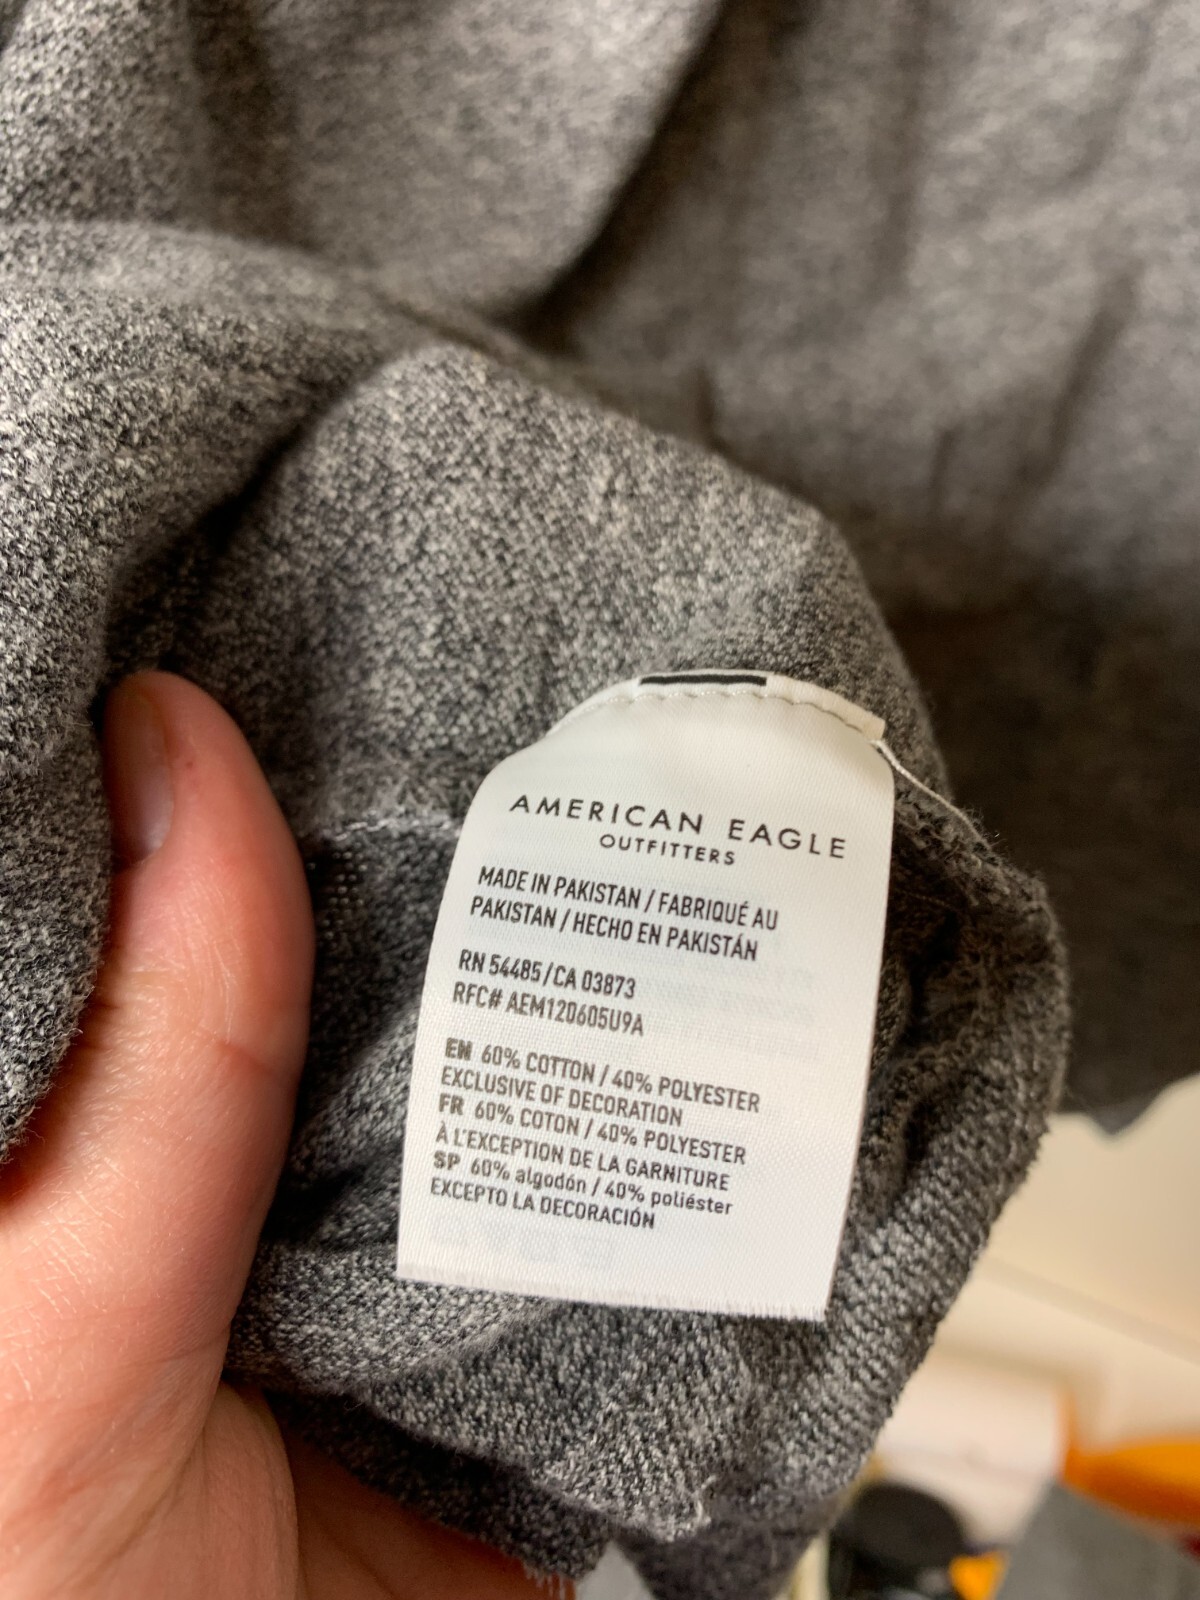 AMERICAN EAGLE
OUTFITTERS
MADE IN PAKISTAN / FABRIQUÉ AU
PAKISTAN / HECHO EN PAKISTÁN
RN 54485/CA 03873
RFC# AEM120605U9A
EN 60% COTTON / 40% POLYESTER
EXCLUSIVE OF DECORATION
FR 60% COTON / 40% POLYESTER
À L'EXCEPTION DE LA GARNITURE
SP 60% algodón / 40% poliéster
EXCEPTO LA DECORACIÓN